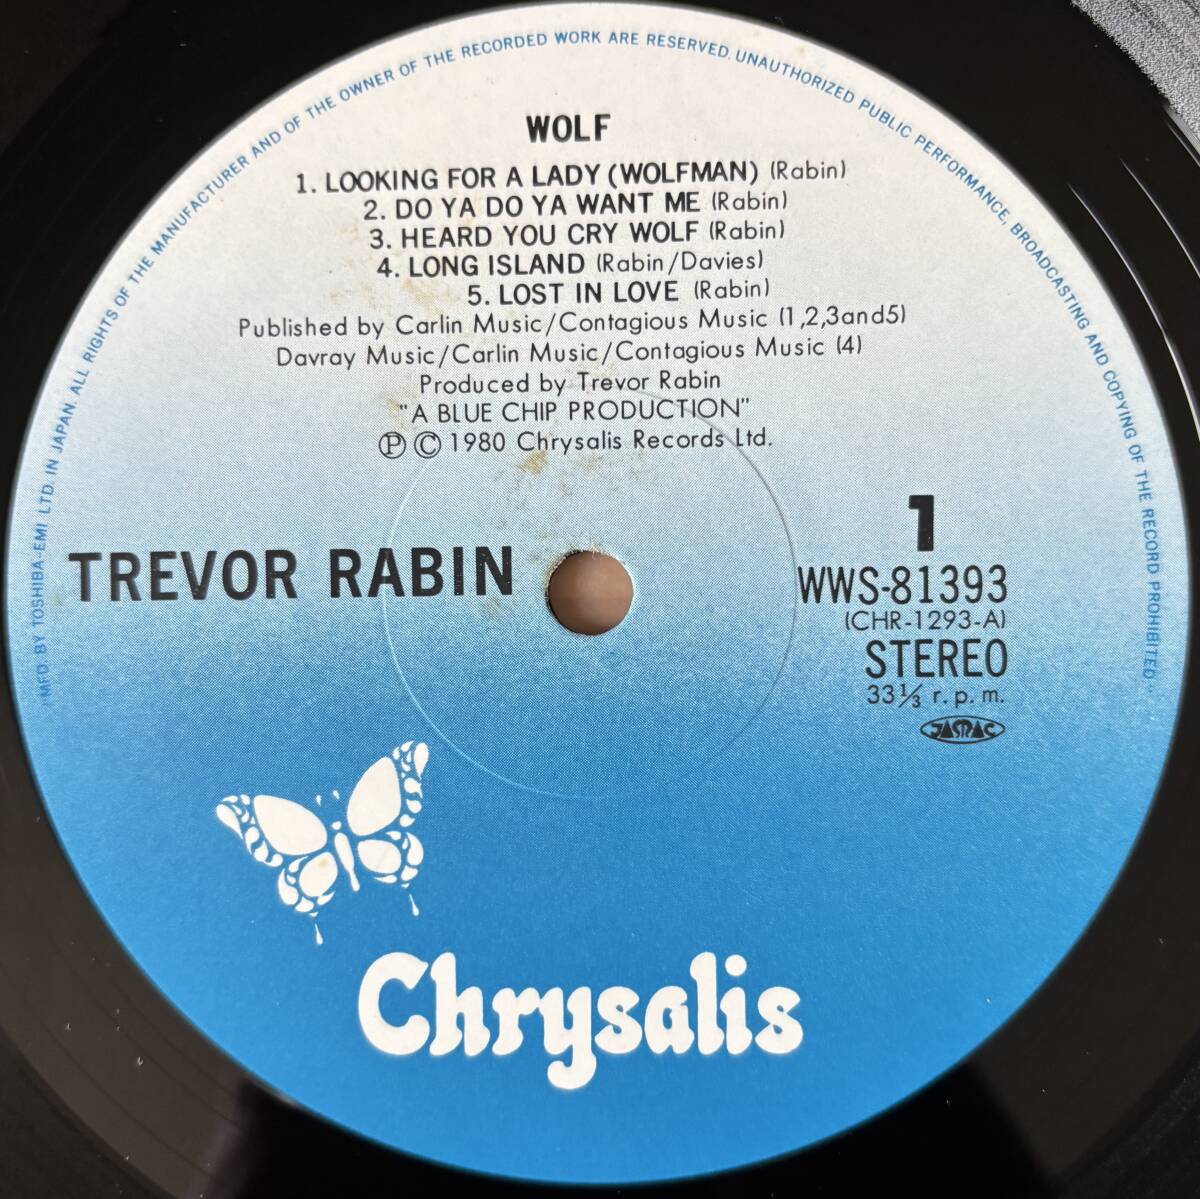 "MFD BY TOSHIBA-EMI LTD. IN JAPAN. ALL RIGHTS OF THE MANUFACTURER AND OF THE OWNER OF THE RECORDED WORK ARE RESERVED. UNAUTHORIZED PUBLIC PERFORMANCE, BROADCASTING AND COPYING OF THE RECORD PROHIBITED."
WOLF
1. LOOKING FOR A LADY (WOLFMAN) (Rabin)
2. DO YA DO YA WANT ME (Rabin)
3. HEARD YOU CRY WOLF (Rabin)
4. LONG ISLAND (Rabin/Davies)
5. LOST IN LOVE (Rabin)
Published by Carlin Music/Contagious Music (1,2,3and5)
Davray Music/Carlin Music/Contagious Music (4)
Produced by Trevor Rabin
"A BLUE CHIP PRODUCTION"
Ⓟ © 1980 Chrysalis Records Ltd.
TREVOR RABIN
1
WWS-81393
(CHR-1293-A)
STEREO
33⅓ r.p.m.
JASRAC
Chrysalis